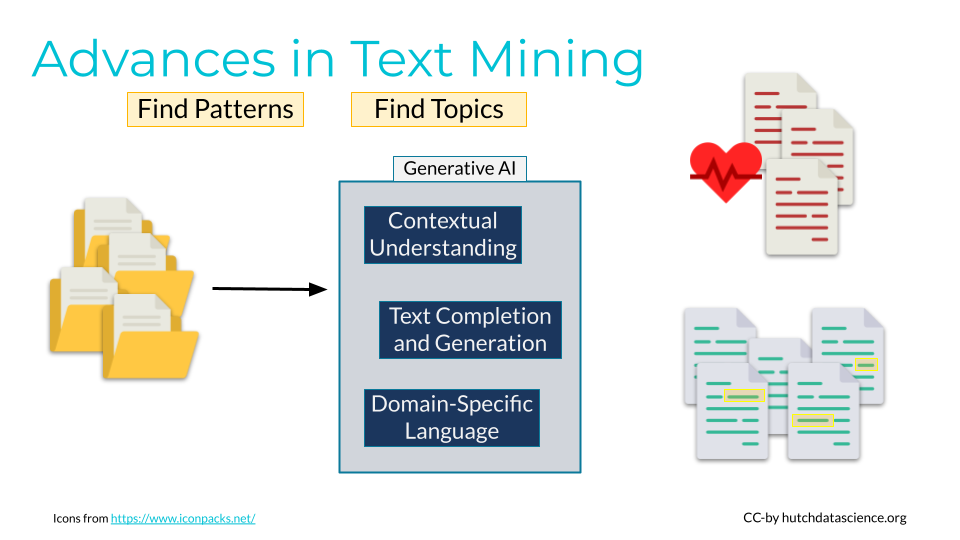 Advances in Text Mining
Find Patterns
Find Topics
Generative AI
Contextual
Understanding
Text Completion
and Generation
Domain-Specific
Language
Icons from https://www.iconpacks.net/
CC-by hutchdatascience.org